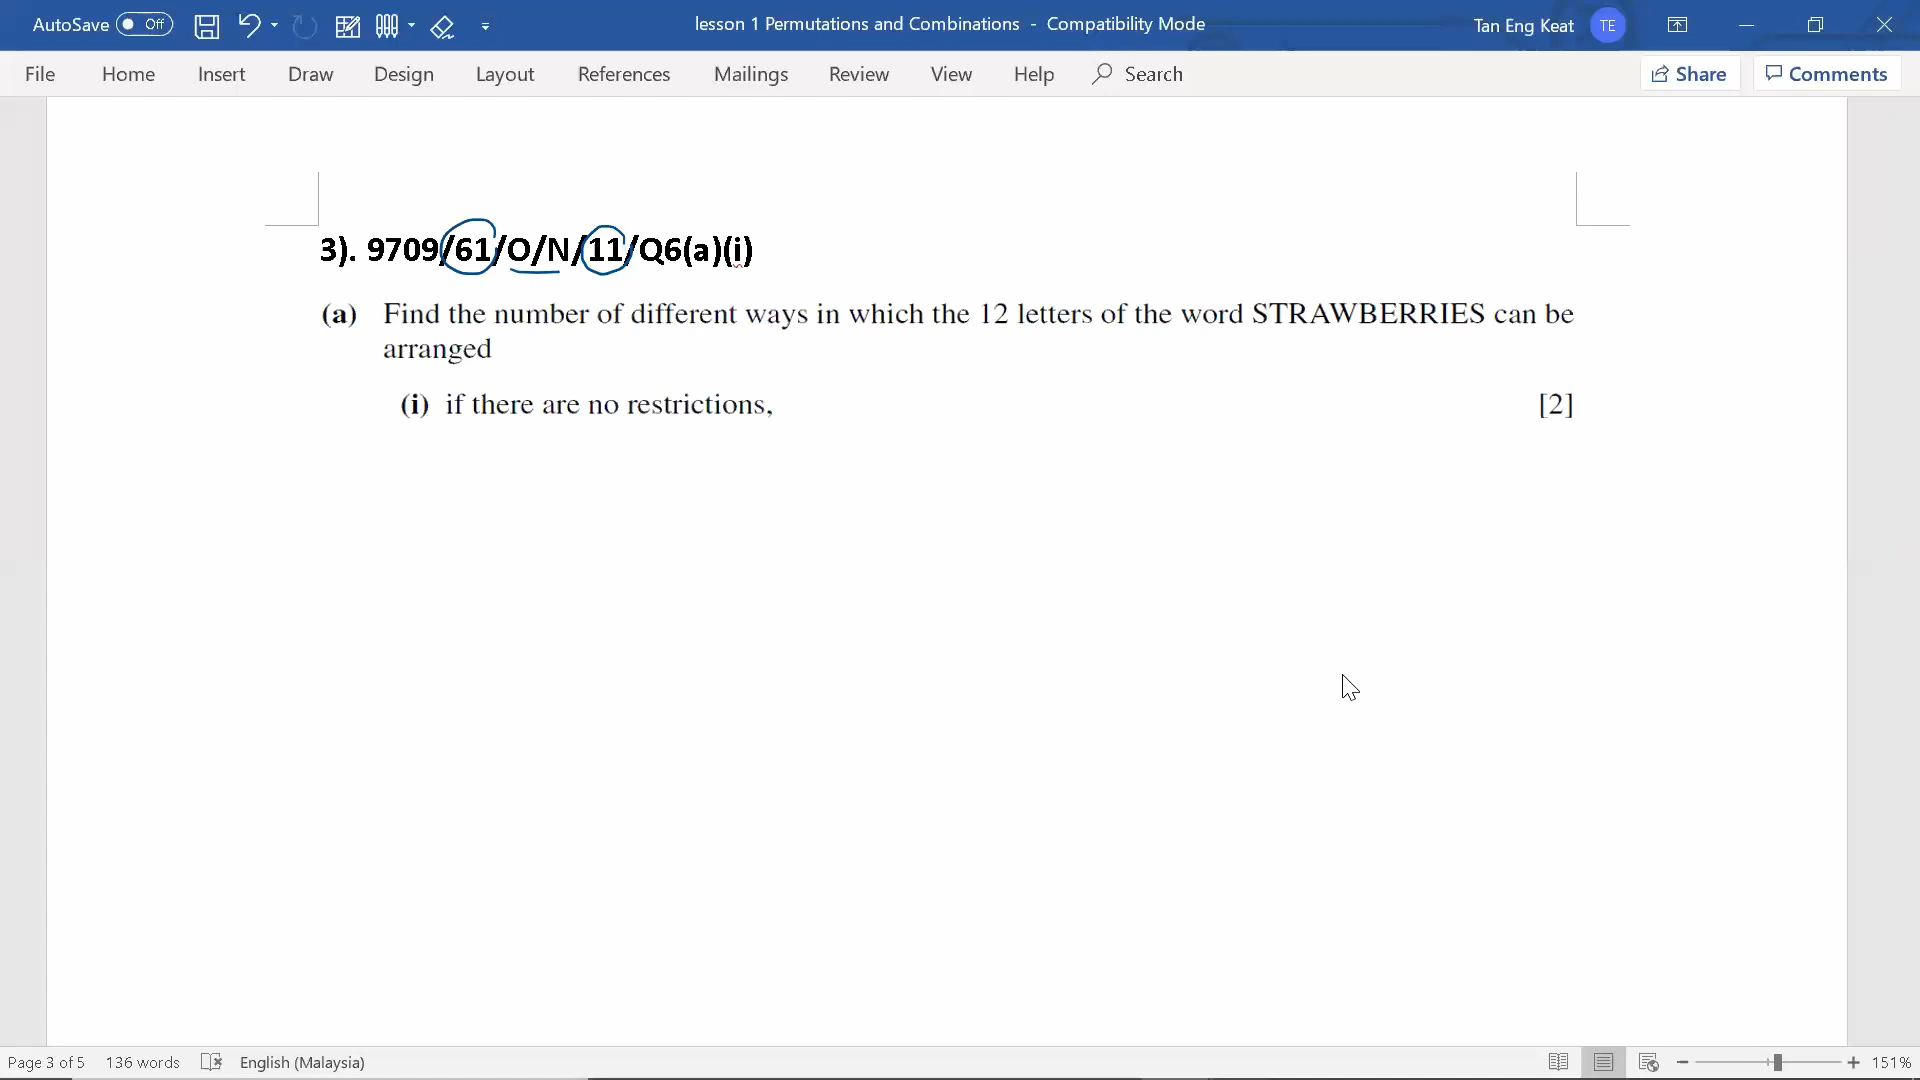 AutoSave Off lesson 1 Permutations and Combinations - Compatibility Mode Tan Eng Keat TE
File Home Insert Draw Design Layout References Mailings Review View Help Search Share Comments
3). 9709/61/O/N/11/Q6(a)(i)
(a) Find the number of different ways in which the 12 letters of the word STRAWBERRIES can be
arranged
(i) if there are no restrictions, [2]
Page 3 of 5 136 words English (Malaysia) 151%